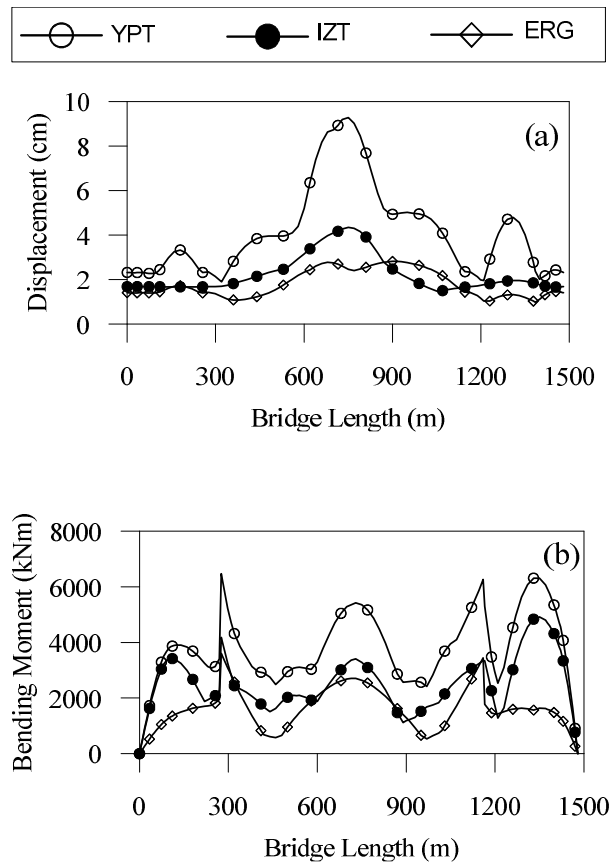 YPT IZT ERG
(a)
10
8
6
4
2
0
Displacement (cm)
0 300 600 900 1200 1500
Bridge Length (m)
(b)
8000
6000
4000
2000
0
Bending Moment (kNm)
0 300 600 900 1200 1500
Bridge Length (m)